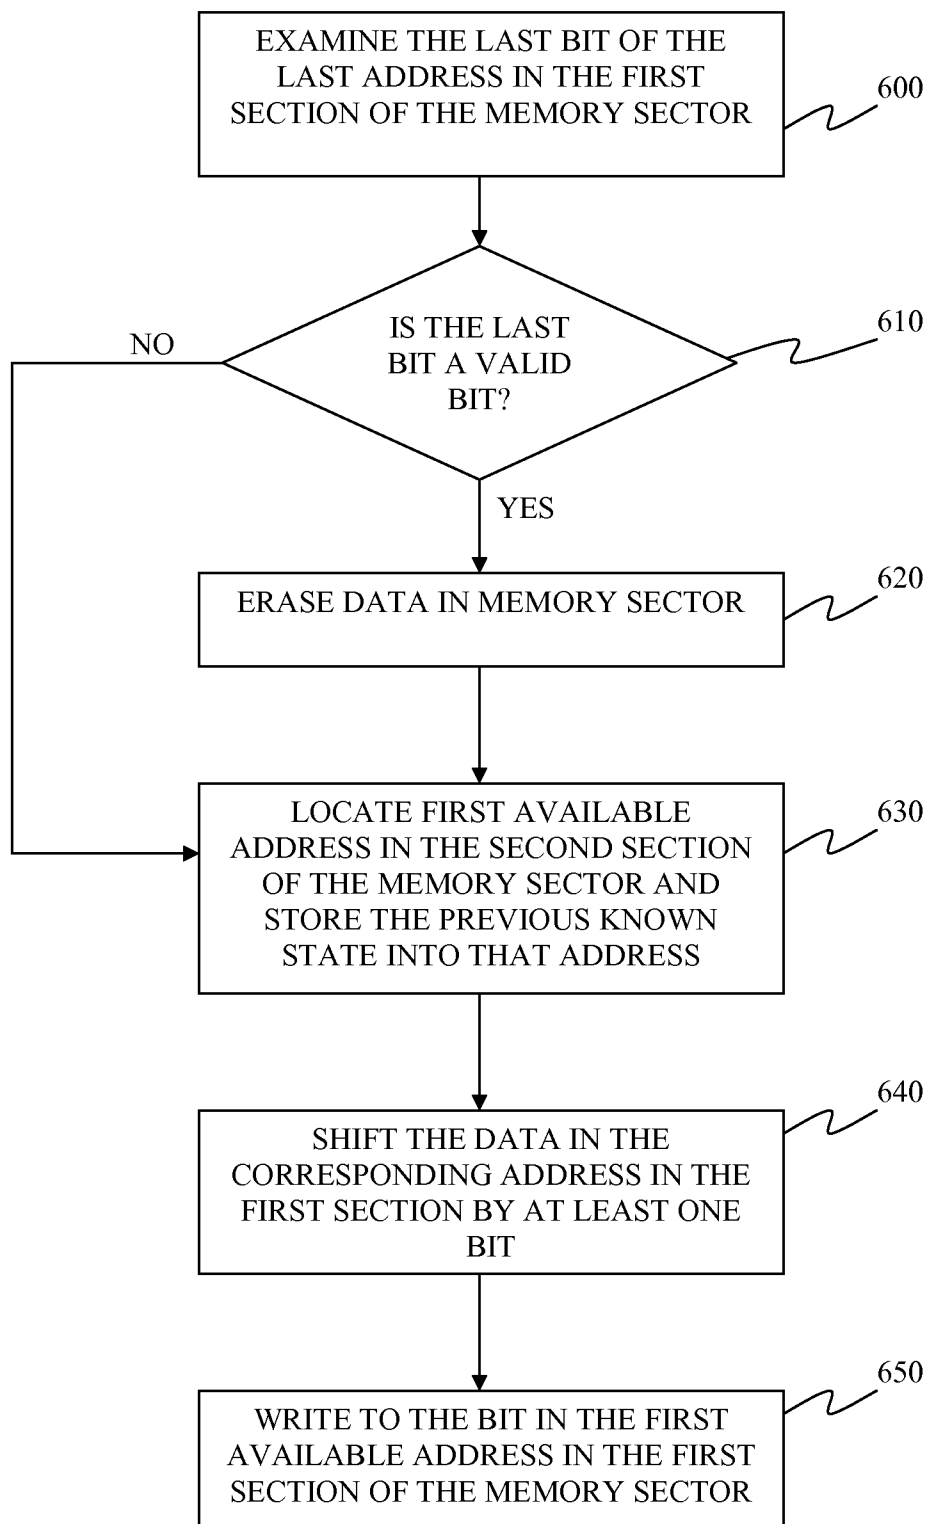 EXAMINE THE LAST BIT OF THE
LAST ADDRESS IN THE FIRST
SECTION OF THE MEMORY SECTOR
600
IS THE LAST
BIT A VALID
BIT?
610
NO
YES
ERASE DATA IN MEMORY SECTOR
620
LOCATE FIRST AVAILABLE
ADDRESS IN THE SECOND SECTION
OF THE MEMORY SECTOR AND
STORE THE PREVIOUS KNOWN
STATE INTO THAT ADDRESS
630
SHIFT THE DATA IN THE
CORRESPONDING ADDRESS IN THE
FIRST SECTION BY AT LEAST ONE
BIT
640
WRITE TO THE BIT IN THE FIRST
AVAILABLE ADDRESS IN THE FIRST
SECTION OF THE MEMORY SECTOR
650